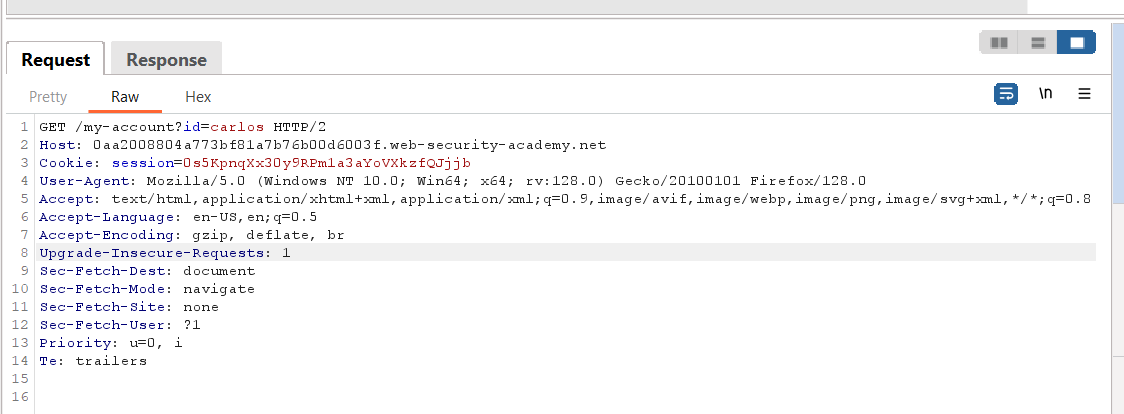 Request Response
Pretty Raw Hex \n
1 GET /my-account?id=carlos HTTP/2
2 Host: 0aa2008804a773bf81a7b76b00d6003f.web-security-academy.net
3 Cookie: session=0s5KpnqXx30y9RPm1a3aYoVXkzfQJjjb
4 User-Agent: Mozilla/5.0 (Windows NT 10.0; Win64; x64; rv:128.0) Gecko/20100101 Firefox/128.0
5 Accept: text/html,application/xhtml+xml,application/xml;q=0.9,image/avif,image/webp,image/png,image/svg+xml,*/*;q=0.8
6 Accept-Language: en-US,en;q=0.5
7 Accept-Encoding: gzip, deflate, br
8 Upgrade-Insecure-Requests: 1
9 Sec-Fetch-Dest: document
10 Sec-Fetch-Mode: navigate
11 Sec-Fetch-Site: none
12 Sec-Fetch-User: ?1
13 Priority: u=0, i
14 Te: trailers
15
16